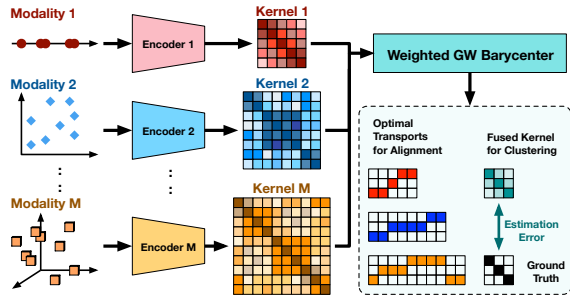 Modality 1
Encoder 1
Kernel 1
Weighted GW Barycenter
Modality 2
Encoder 2
Kernel 2
Modality M
Encoder M
Kernel M
Optimal
Transports
for Alignment
Fused Kernel
for Clustering
Estimation
Error
Ground
Truth